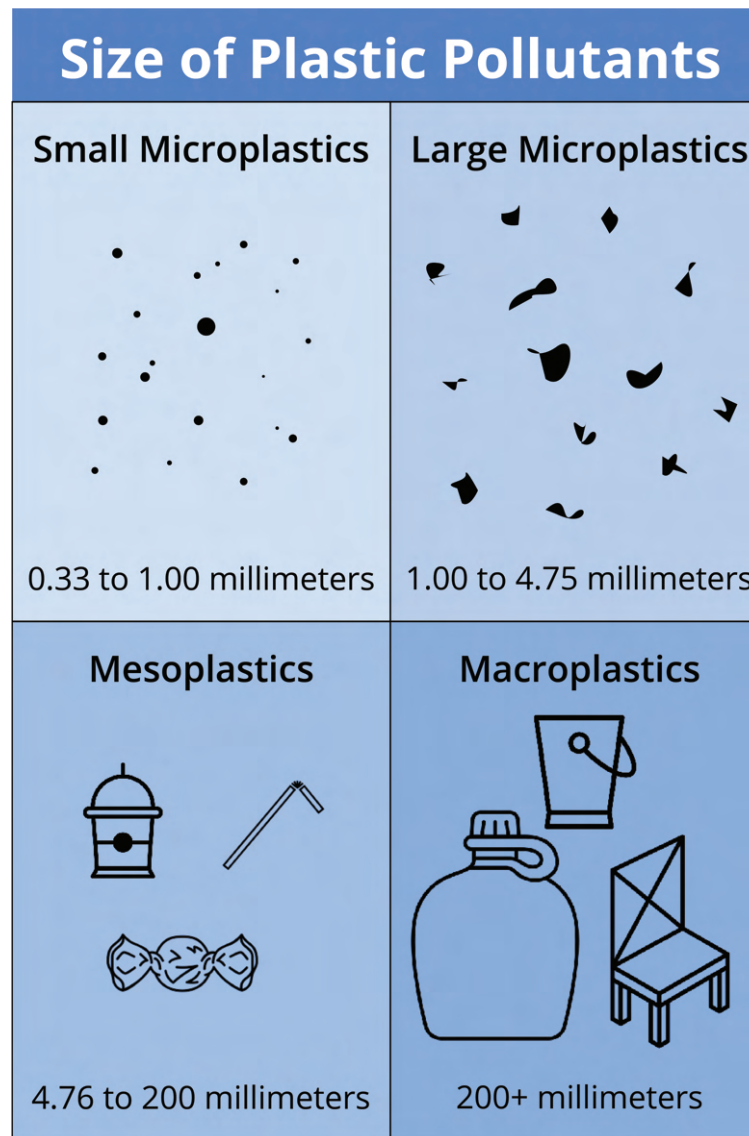 Size of Plastic Pollutants
Small Microplastics
0.33 to 1.00 millimeters
Large Microplastics
1.00 to 4.75 millimeters
Mesoplastics
4.76 to 200 millimeters
Macroplastics
200+ millimeters